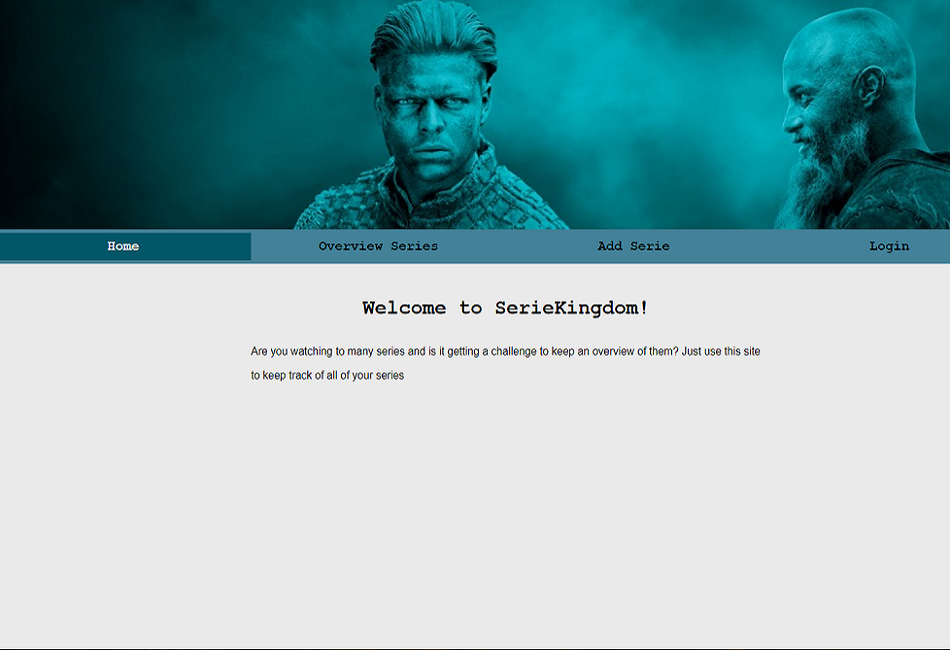 Home Overview Series Add Serie Login
Welcome to SerieKingdom!
Are you watching to many series and is it getting a challenge to keep an overview of them? Just use this site
to keep track of all of your series